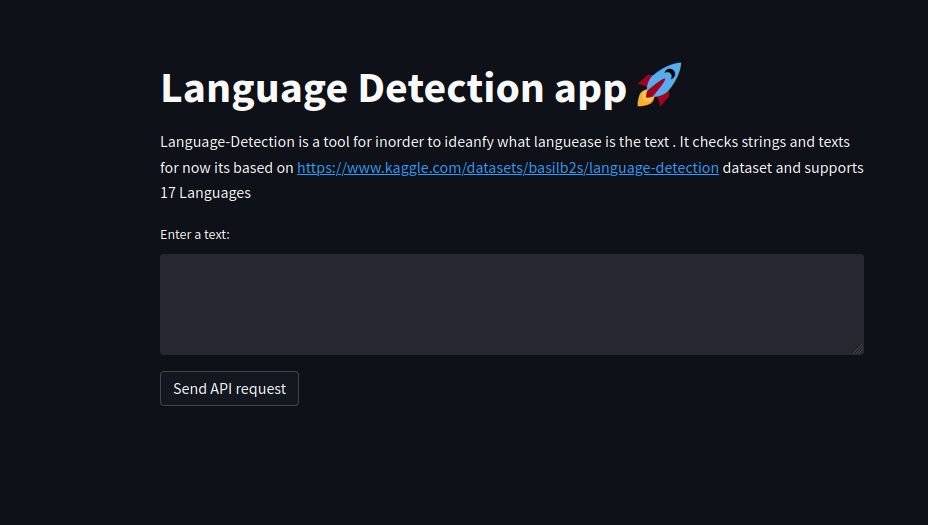 Language Detection app 🚀
Language-Detection is a tool for inorder to ideanfy what languease is the text . It checks strings and texts
for now its based on https://www.kaggle.com/datasets/basilb2s/language-detection dataset and supports
17 Languages
Enter a text:
Send API request